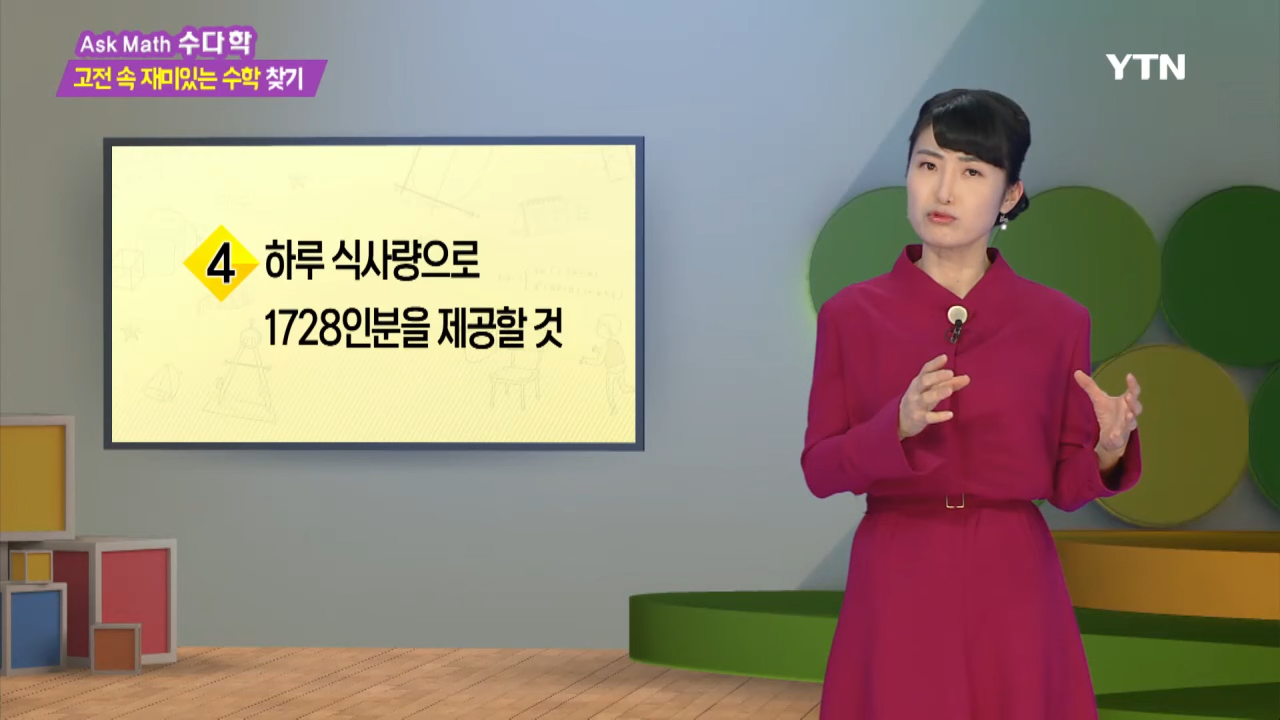 Ask Math 수다학
고전 속 재미있는 수학 찾기
YTN
4 하루 식사량으로
1728인분을 제공할 것